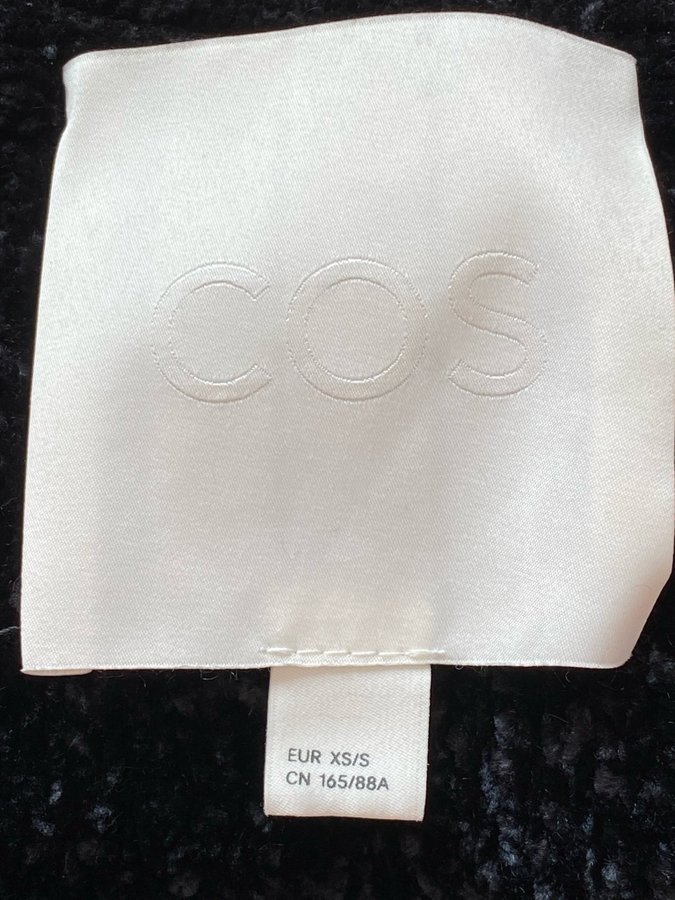 COS
EUR XS/S
CN 165/88A